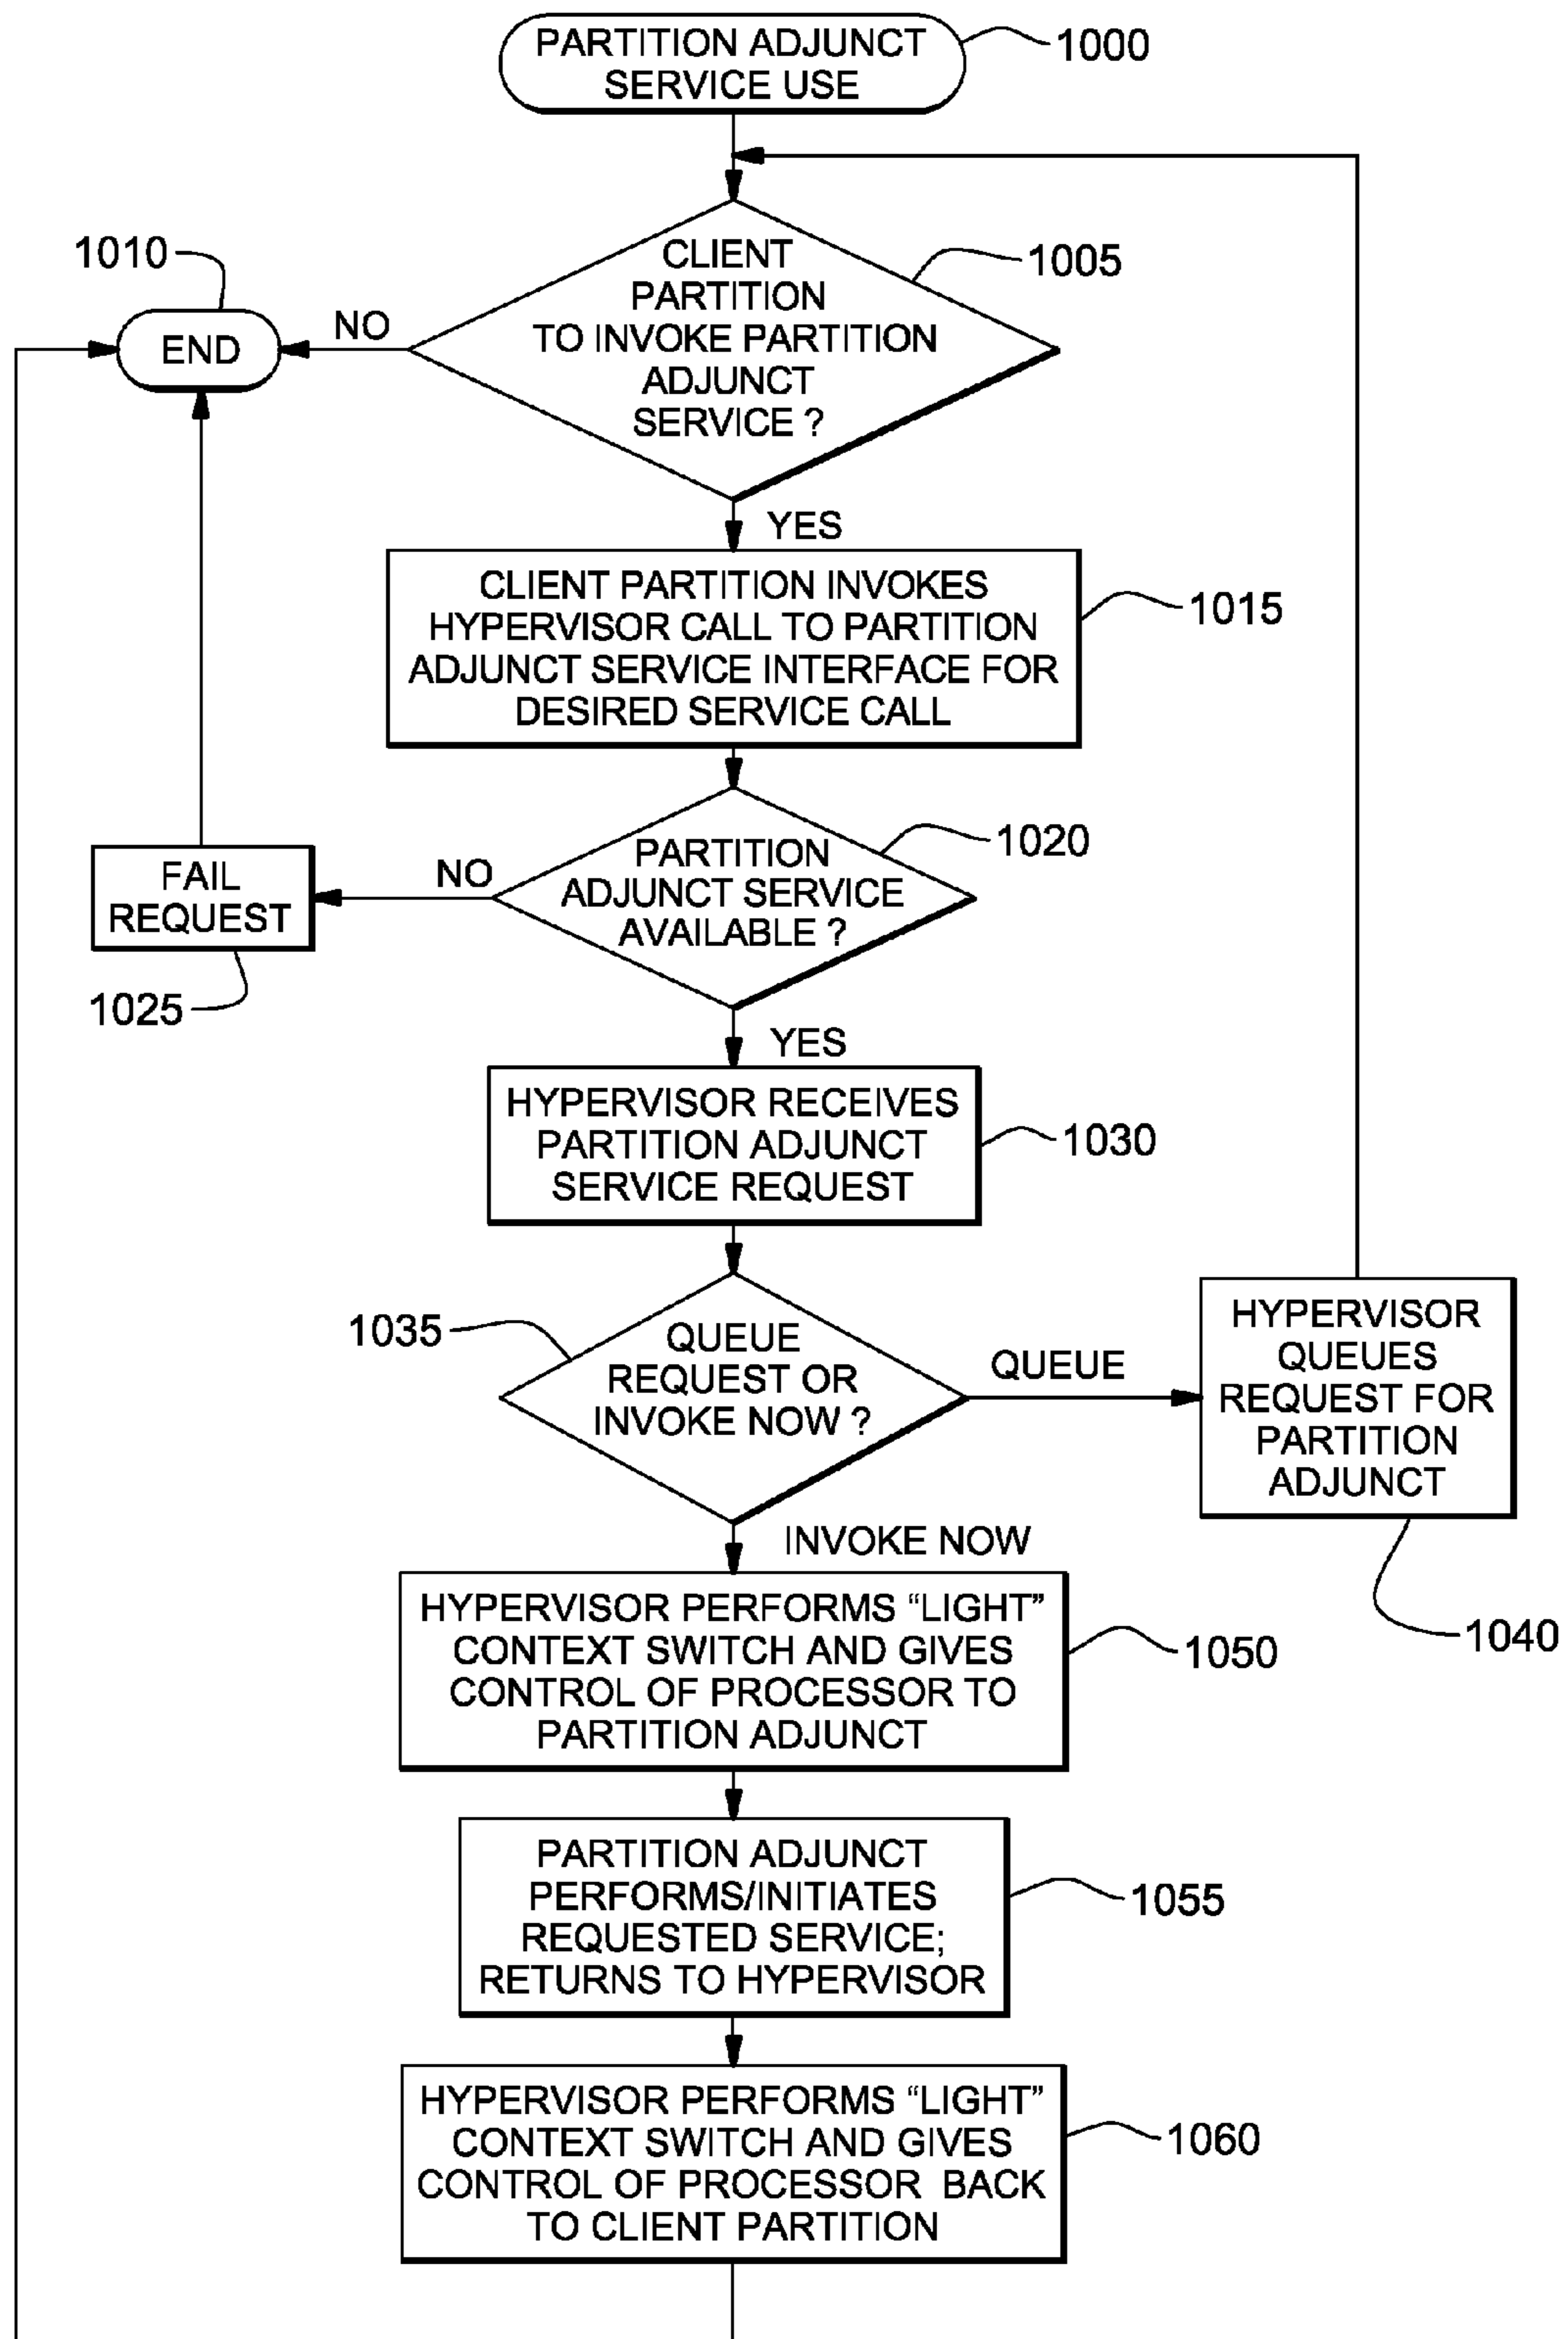 PARTITION ADJUNCT
SERVICE USE
1000
CLIENT
PARTITION
TO INVOKE PARTITION
ADJUNCT
SERVICE ?
1005
1010
END
NO
YES
CLIENT PARTITION INVOKES
HYPERVISOR CALL TO PARTITION
ADJUNCT SERVICE INTERFACE FOR
DESIRED SERVICE CALL
1015
PARTITION
ADJUNCT SERVICE
AVAILABLE ?
1020
NO
FAIL
REQUEST
1025
YES
HYPERVISOR RECEIVES
PARTITION ADJUNCT
SERVICE REQUEST
1030
1035
QUEUE
REQUEST OR
INVOKE NOW ?
QUEUE
HYPERVISOR
QUEUES
REQUEST FOR
PARTITION
ADJUNCT
1040
INVOKE NOW
HYPERVISOR PERFORMS “LIGHT”
CONTEXT SWITCH AND GIVES
CONTROL OF PROCESSOR TO
PARTITION ADJUNCT
1050
PARTITION ADJUNCT
PERFORMS/INITIATES
REQUESTED SERVICE;
RETURNS TO HYPERVISOR
1055
HYPERVISOR PERFORMS “LIGHT”
CONTEXT SWITCH AND GIVES
CONTROL OF PROCESSOR BACK
TO CLIENT PARTITION
1060